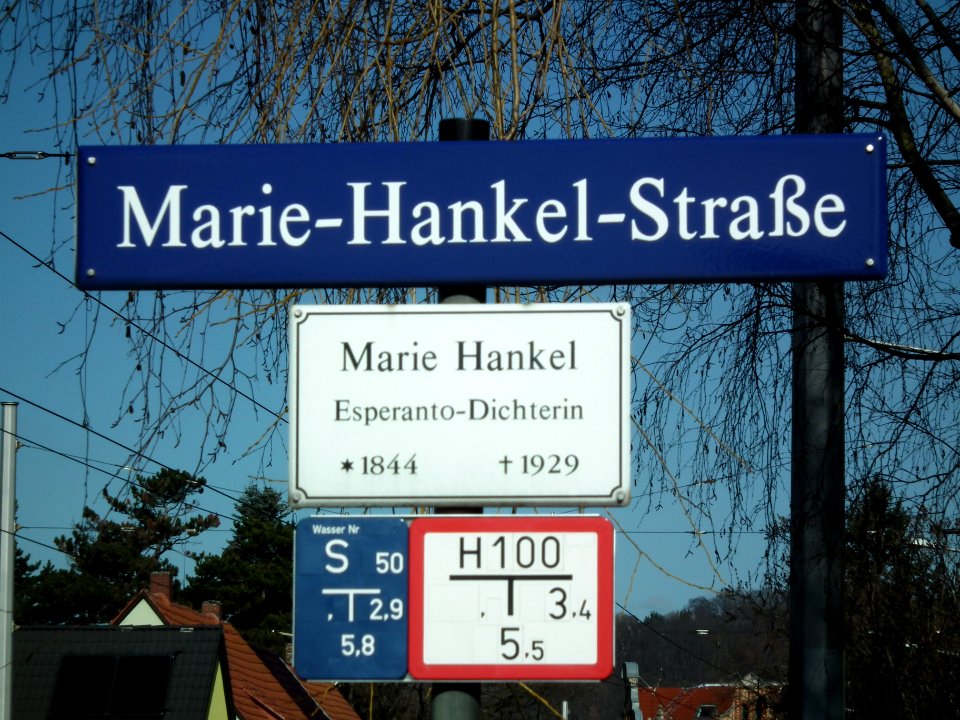 Marie-Hankel-Straße
Marie Hankel
Esperanto-Dichterin
✶1844 †1929
Wasser Nr
S 50
, 2,9
5,8
H100
, 3,4
5,5